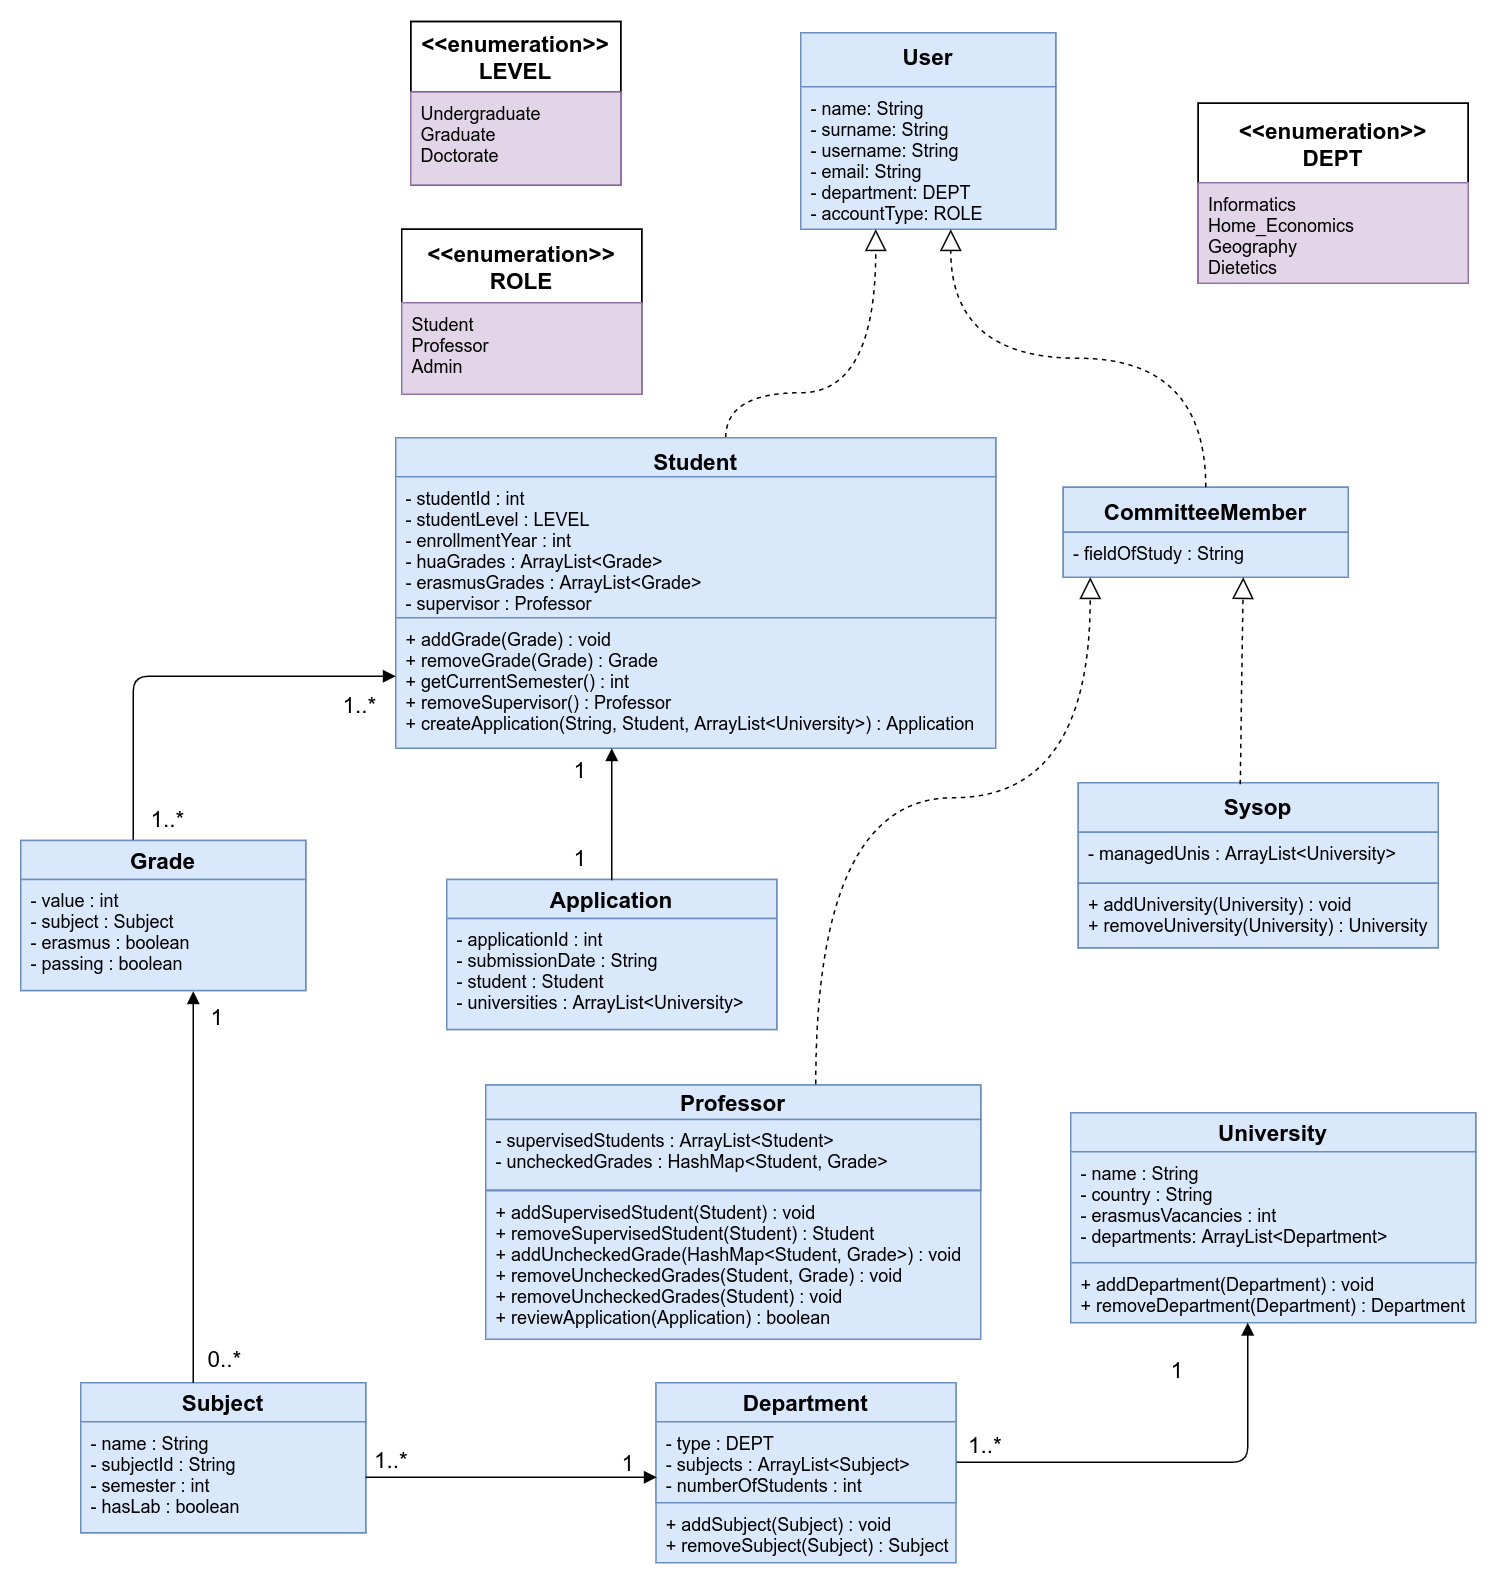 <<enumeration>>
LEVEL
Undergraduate
Graduate
Doctorate
User
- name: String
- surname: String
- username: String
- email: String
- department: DEPT
- accountType: ROLE
<<enumeration>>
DEPT
Informatics
Home_Economics
Geography
Dietetics
<<enumeration>>
ROLE
Student
Professor
Admin
Student
- studentId : int
- studentLevel : LEVEL
- enrollmentYear : int
- huaGrades : ArrayList<Grade>
- erasmusGrades : ArrayList<Grade>
- supervisor : Professor
+ addGrade(Grade) : void
+ removeGrade(Grade) : Grade
+ getCurrentSemester() : int
+ removeSupervisor() : Professor
+ createApplication(String, Student, ArrayList<University>) : Application
CommitteeMember
- fieldOfStudy : String
1..*
1..*
1
1
Sysop
- managedUnis : ArrayList<University>
+ addUniversity(University) : void
+ removeUniversity(University) : University
Grade
- value : int
- subject : Subject
- erasmus : boolean
- passing : boolean
Application
- applicationId : int
- submissionDate : String
- student : Student
- universities : ArrayList<University>
1
0..*
Professor
- supervisedStudents : ArrayList<Student>
- uncheckedGrades : HashMap<Student, Grade>
+ addSupervisedStudent(Student) : void
+ removeSupervisedStudent(Student) : Student
+ addUncheckedGrade(HashMap<Student, Grade>) : void
+ removeUncheckedGrades(Student, Grade) : void
+ removeUncheckedGrades(Student) : void
+ reviewApplication(Application) : boolean
University
- name : String
- country : String
- erasmusVacancies : int
- departments: ArrayList<Department>
+ addDepartment(Department) : void
+ removeDepartment(Department) : Department
Subject
- name : String
- subjectId : String
- semester : int
- hasLab : boolean
1..*
1
Department
- type : DEPT
- subjects : ArrayList<Subject>
- numberOfStudents : int
+ addSubject(Subject) : void
+ removeSubject(Subject) : Subject
1..*
1